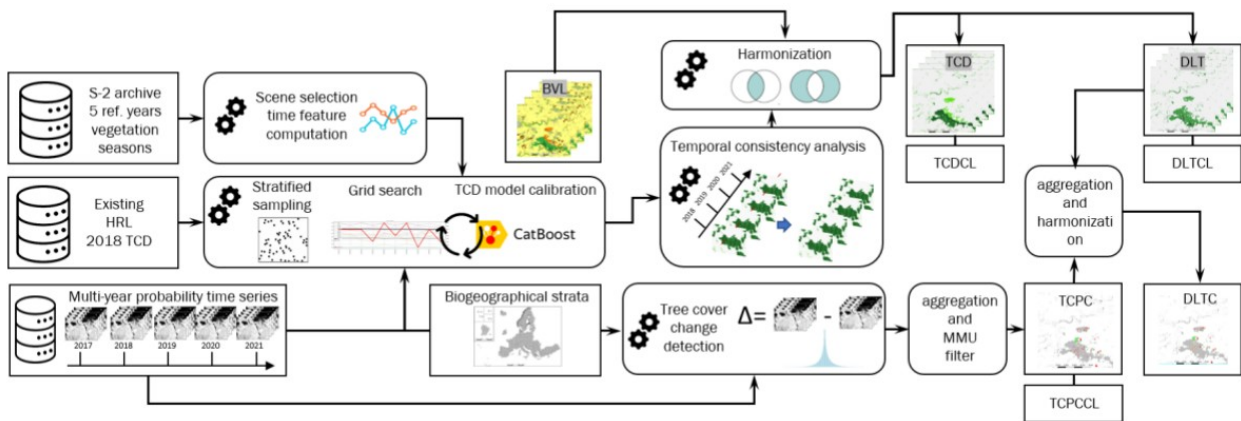 S-2 archive
5 ref. years
vegetation
seasons
Scene selection
time feature
computation
BVL
Harmonization
TCD
TCDCL
DLT
DLTCL
Existing
HRL
2018 TCD
Stratified
sampling
Grid search
TCD model calibration
CatBoost
Temporal consistency analysis
2018 2019 2020 2021
aggregation
and
harmonizati
on
Multi-year probability time series
2017 2018 2019 2020 2021
Biogeographical strata
Tree cover
change
detection
Δ= -
aggregation
and
MMU
filter
TCPC
TCPCCL
DLTC